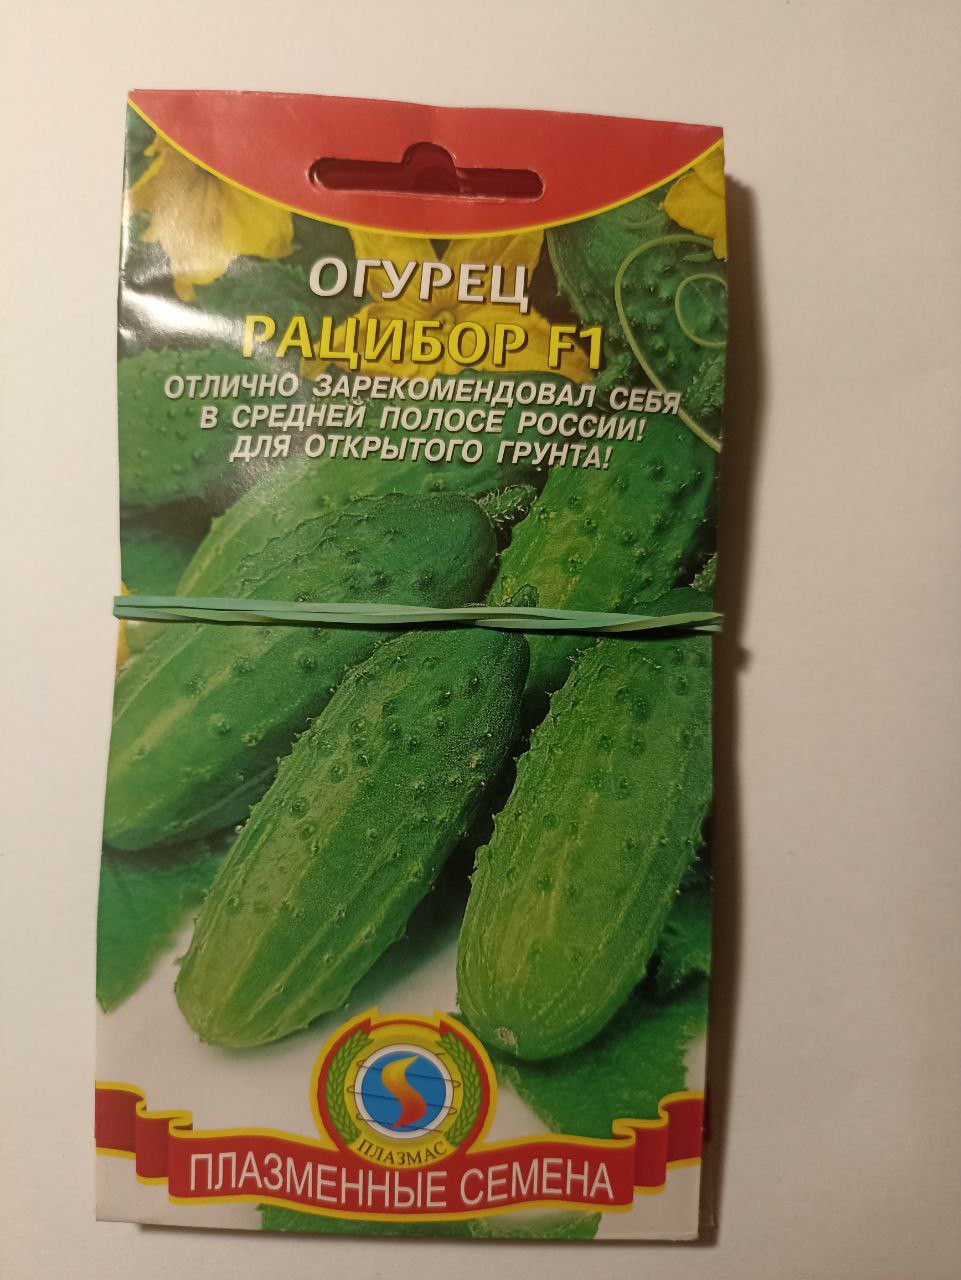 ОГУРЕЦ
РАЦИБОР F1
ОТЛИЧНО ЗАРЕКОМЕНДОВАЛ СЕБЯ
В СРЕДНЕЙ ПОЛОСЕ РОССИИ!
ДЛЯ ОТКРЫТОГО ГРУНТА!
ПЛАЗМАС
ПЛАЗМЕННЫЕ СЕМЕНА